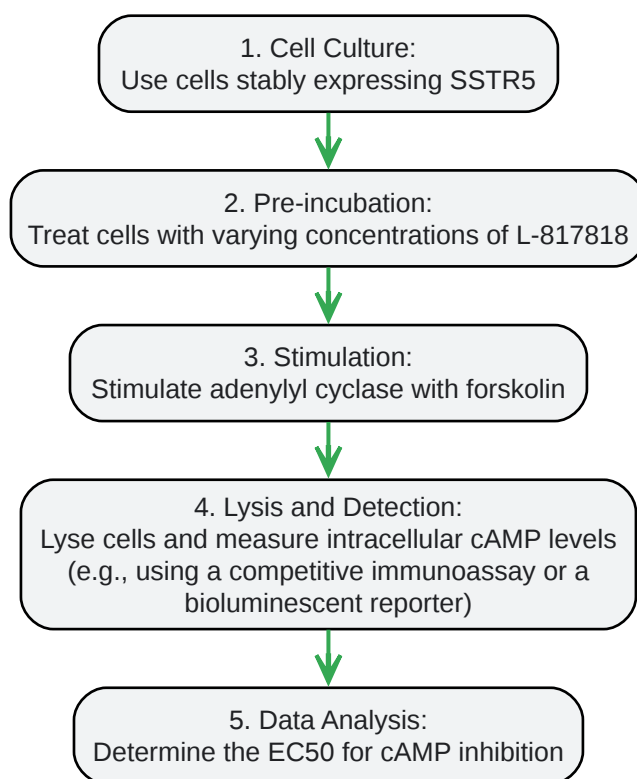 1. Cell Culture:
Use cells stably expressing SSTR5
2. Pre-incubation:
Treat cells with varying concentrations of L-817818
3. Stimulation:
Stimulate adenylyl cyclase with forskolin
4. Lysis and Detection:
Lyse cells and measure intracellular cAMP levels
(e.g., using a competitive immunoassay or a
bioluminescent reporter)
5. Data Analysis:
Determine the EC50 for cAMP inhibition